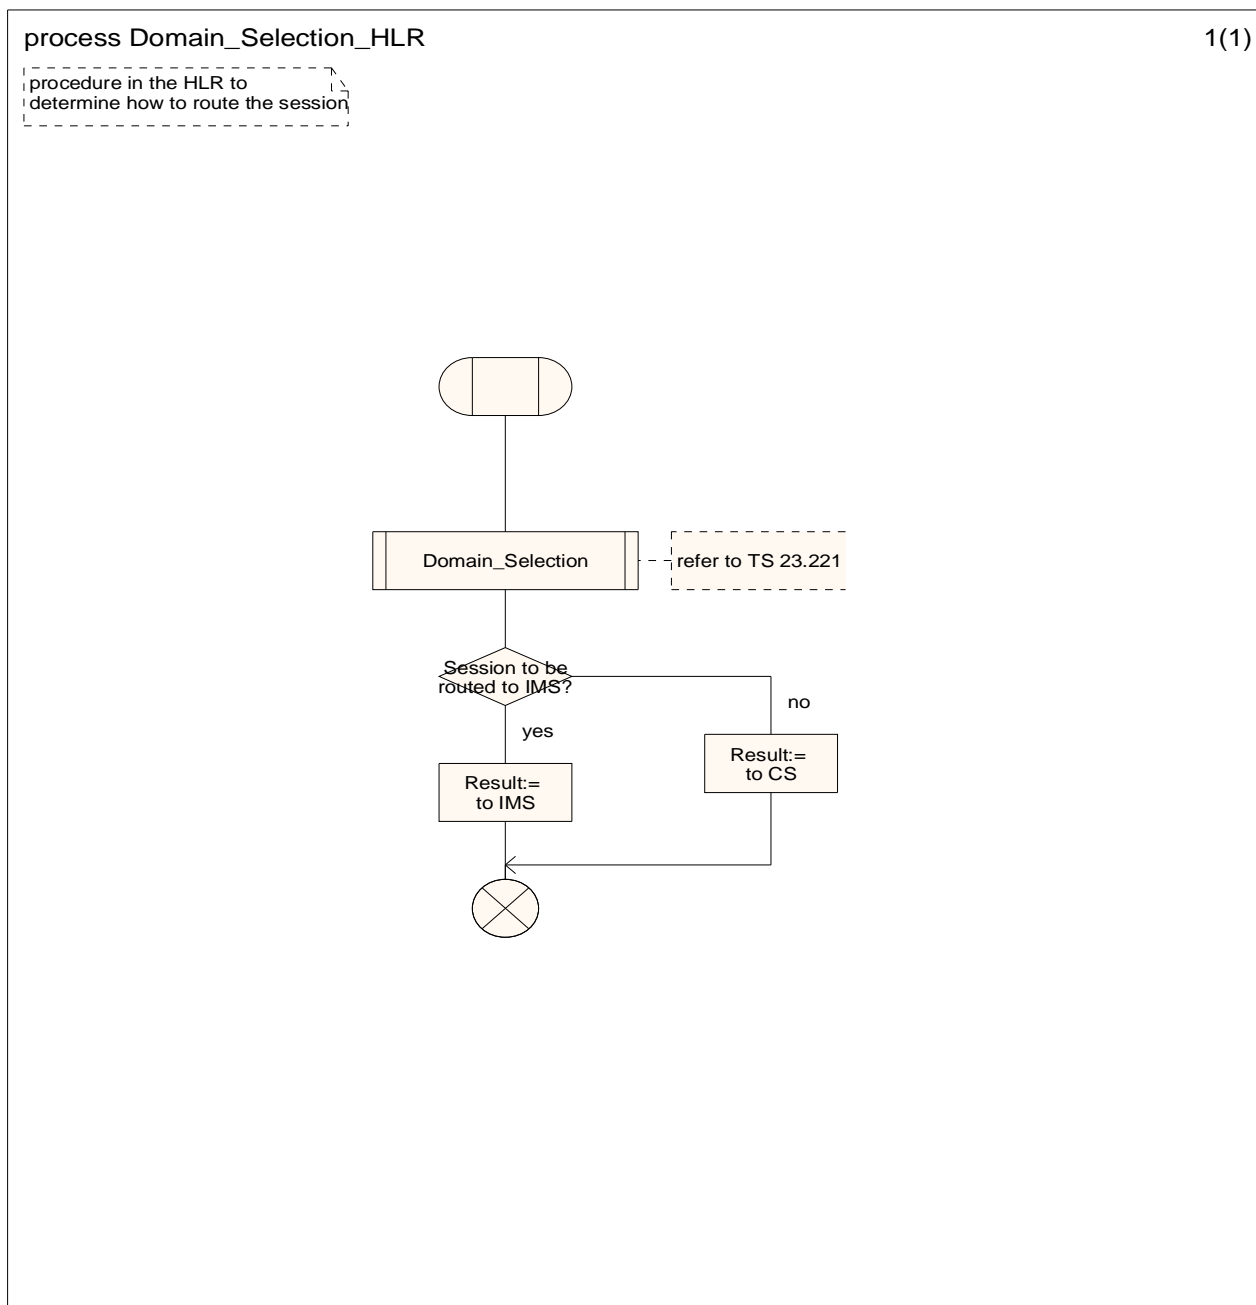 process Domain_Selection_HLR
1(1)
procedure in the HLR to
determine how to route the session
Domain_Selection
refer to TS 23.221
Session to be
routed to IMS?
no
yes
Result:=
to CS
Result:=
to IMS